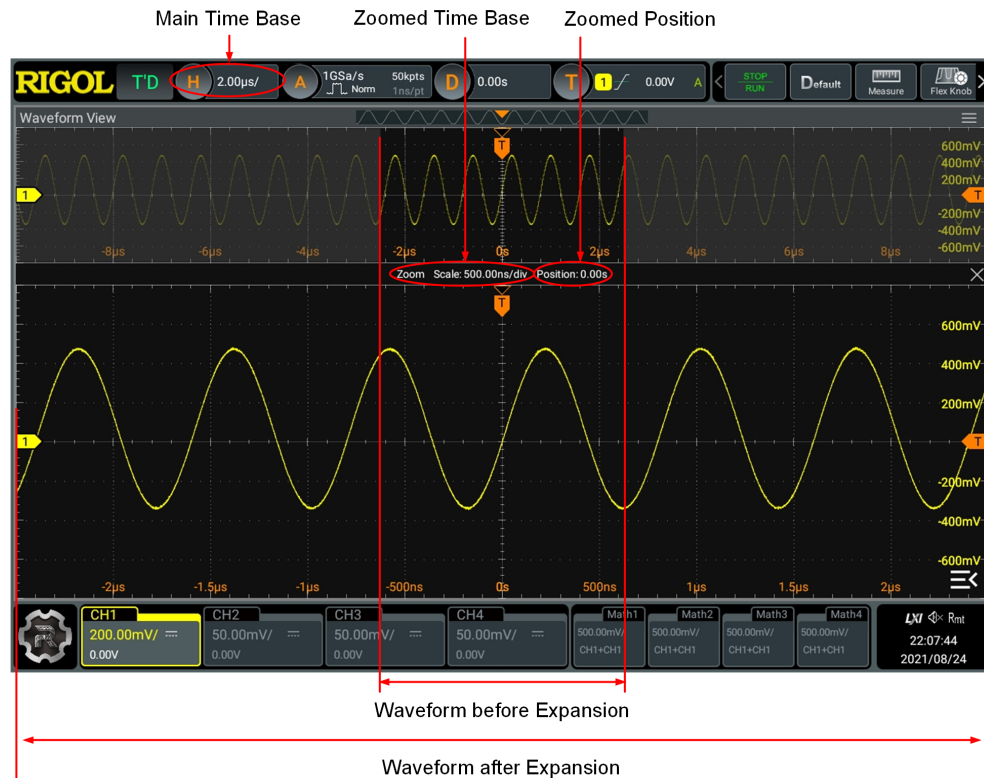 Main Time Base
Zoomed Time Base
Zoomed Position
RIGOL T'D H 2.00µs/ A 1GSa/s 50kpts D 0.00s T 1 0.00V A STOP Default Measure Flex Knob
Norm 1ns/pt RUN
Waveform View
T
600mV
400mV
200mV
1 T
-200mV
-400mV
-600mV
-8µs -6µs -4µs -2µs 0s 2µs 4µs 6µs 8µs
Zoom Scale: 500.00ns/div Position: 0.00s
T
600mV
400mV
200mV
1 T
-200mV
-400mV
-600mV
-2µs -1.5µs -1µs -500ns 0s 500ns 1µs 1.5µs 2µs
R
CH1 CH2 CH3 CH4 Math1 Math2 Math3 Math4
200.00mV/ 50.00mV/ 50.00mV/ 50.00mV/ 500.00mV/ 500.00mV/ 500.00mV/ 500.00mV/
0.00V 0.00V 0.00V 0.00V CH1+CH1 CH1+CH1 CH1+CH1 CH1+CH1
LXI Rmt
22:07:44
2021/08/24
Waveform before Expansion
Waveform after Expansion